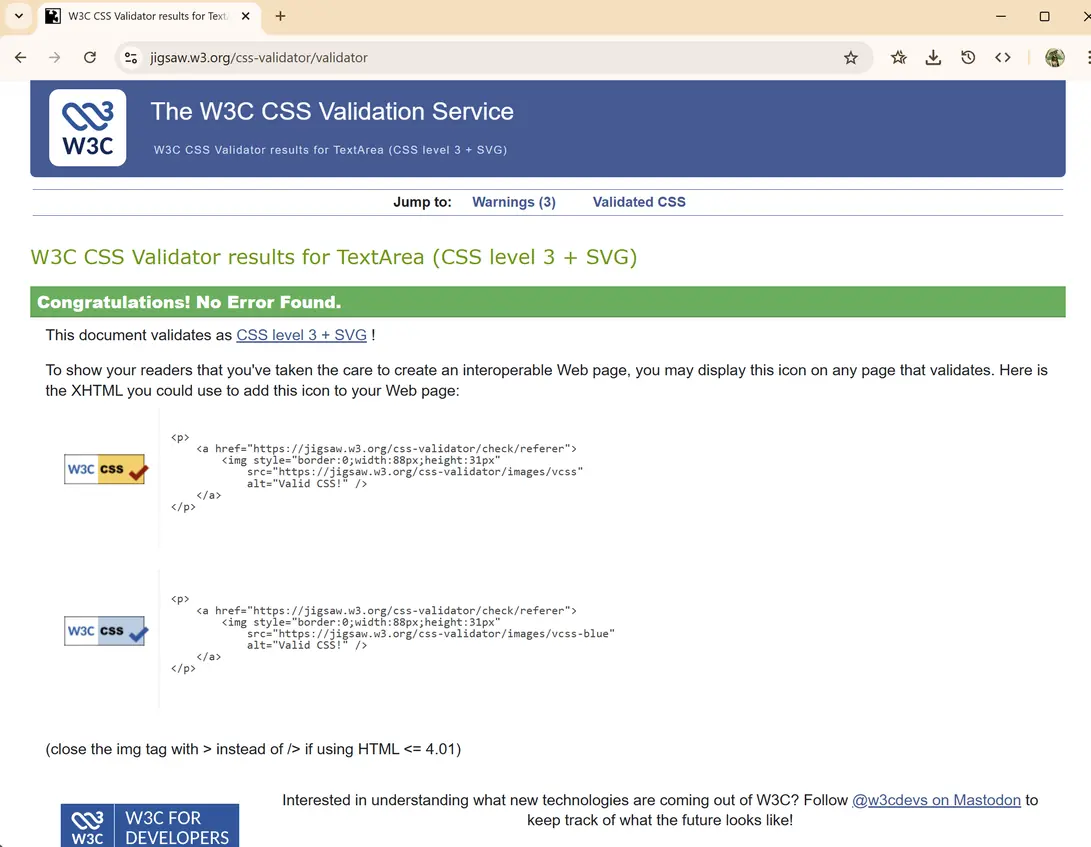 W3C CSS Validator results for Text
jigsaw.w3.org/css-validator/validator
W3C
The W3C CSS Validation Service
W3C CSS Validator results for TextArea (CSS level 3 + SVG)
Jump to: Warnings (3) Validated CSS
W3C CSS Validator results for TextArea (CSS level 3 + SVG)
Congratulations! No Error Found.
This document validates as CSS level 3 + SVG !
To show your readers that you've taken the care to create an interoperable Web page, you may display this icon on any page that validates. Here is
the XHTML you could use to add this icon to your Web page:
<p>
<a href="https://jigsaw.w3.org/css-validator/check/referer">
<img style="border:0;width:88px;height:31px"
W3C CSS
src="https://jigsaw.w3.org/css-validator/images/vcss"
alt="Valid CSS!" />
</a>
</p>
<p>
<a href="https://jigsaw.w3.org/css-validator/check/referer">
<img style="border:0;width:88px;height:31px"
W3C CSS
src="https://jigsaw.w3.org/css-validator/images/vcss-blue"
alt="Valid CSS!" />
</a>
</p>
(close the img tag with > instead of /> if using HTML <= 4.01)
Interested in understanding what new technologies are coming out of W3C? Follow @w3cdevs on Mastodon to
keep track of what the future looks like!
W3C
W3C FOR
DEVELOPERS